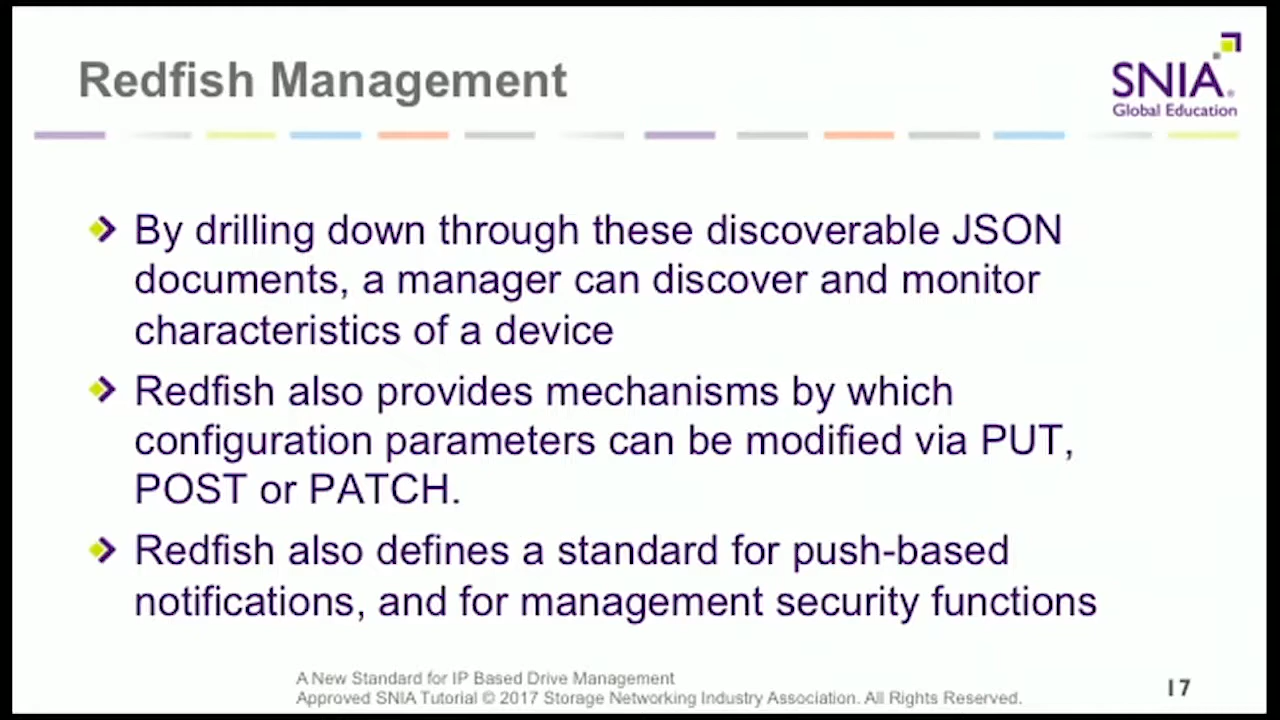 Redfish Management
SNIA
Global Education
By drilling down through these discoverable JSON
documents, a manager can discover and monitor
characteristics of a device
Redfish also provides mechanisms by which
configuration parameters can be modified via PUT,
POST or PATCH.
Redfish also defines a standard for push-based
notifications, and for management security functions
A New Standard for IP Based Drive Management
Approved SNIA Tutorial © 2017 Storage Networking Industry Association. All Rights Reserved.
17